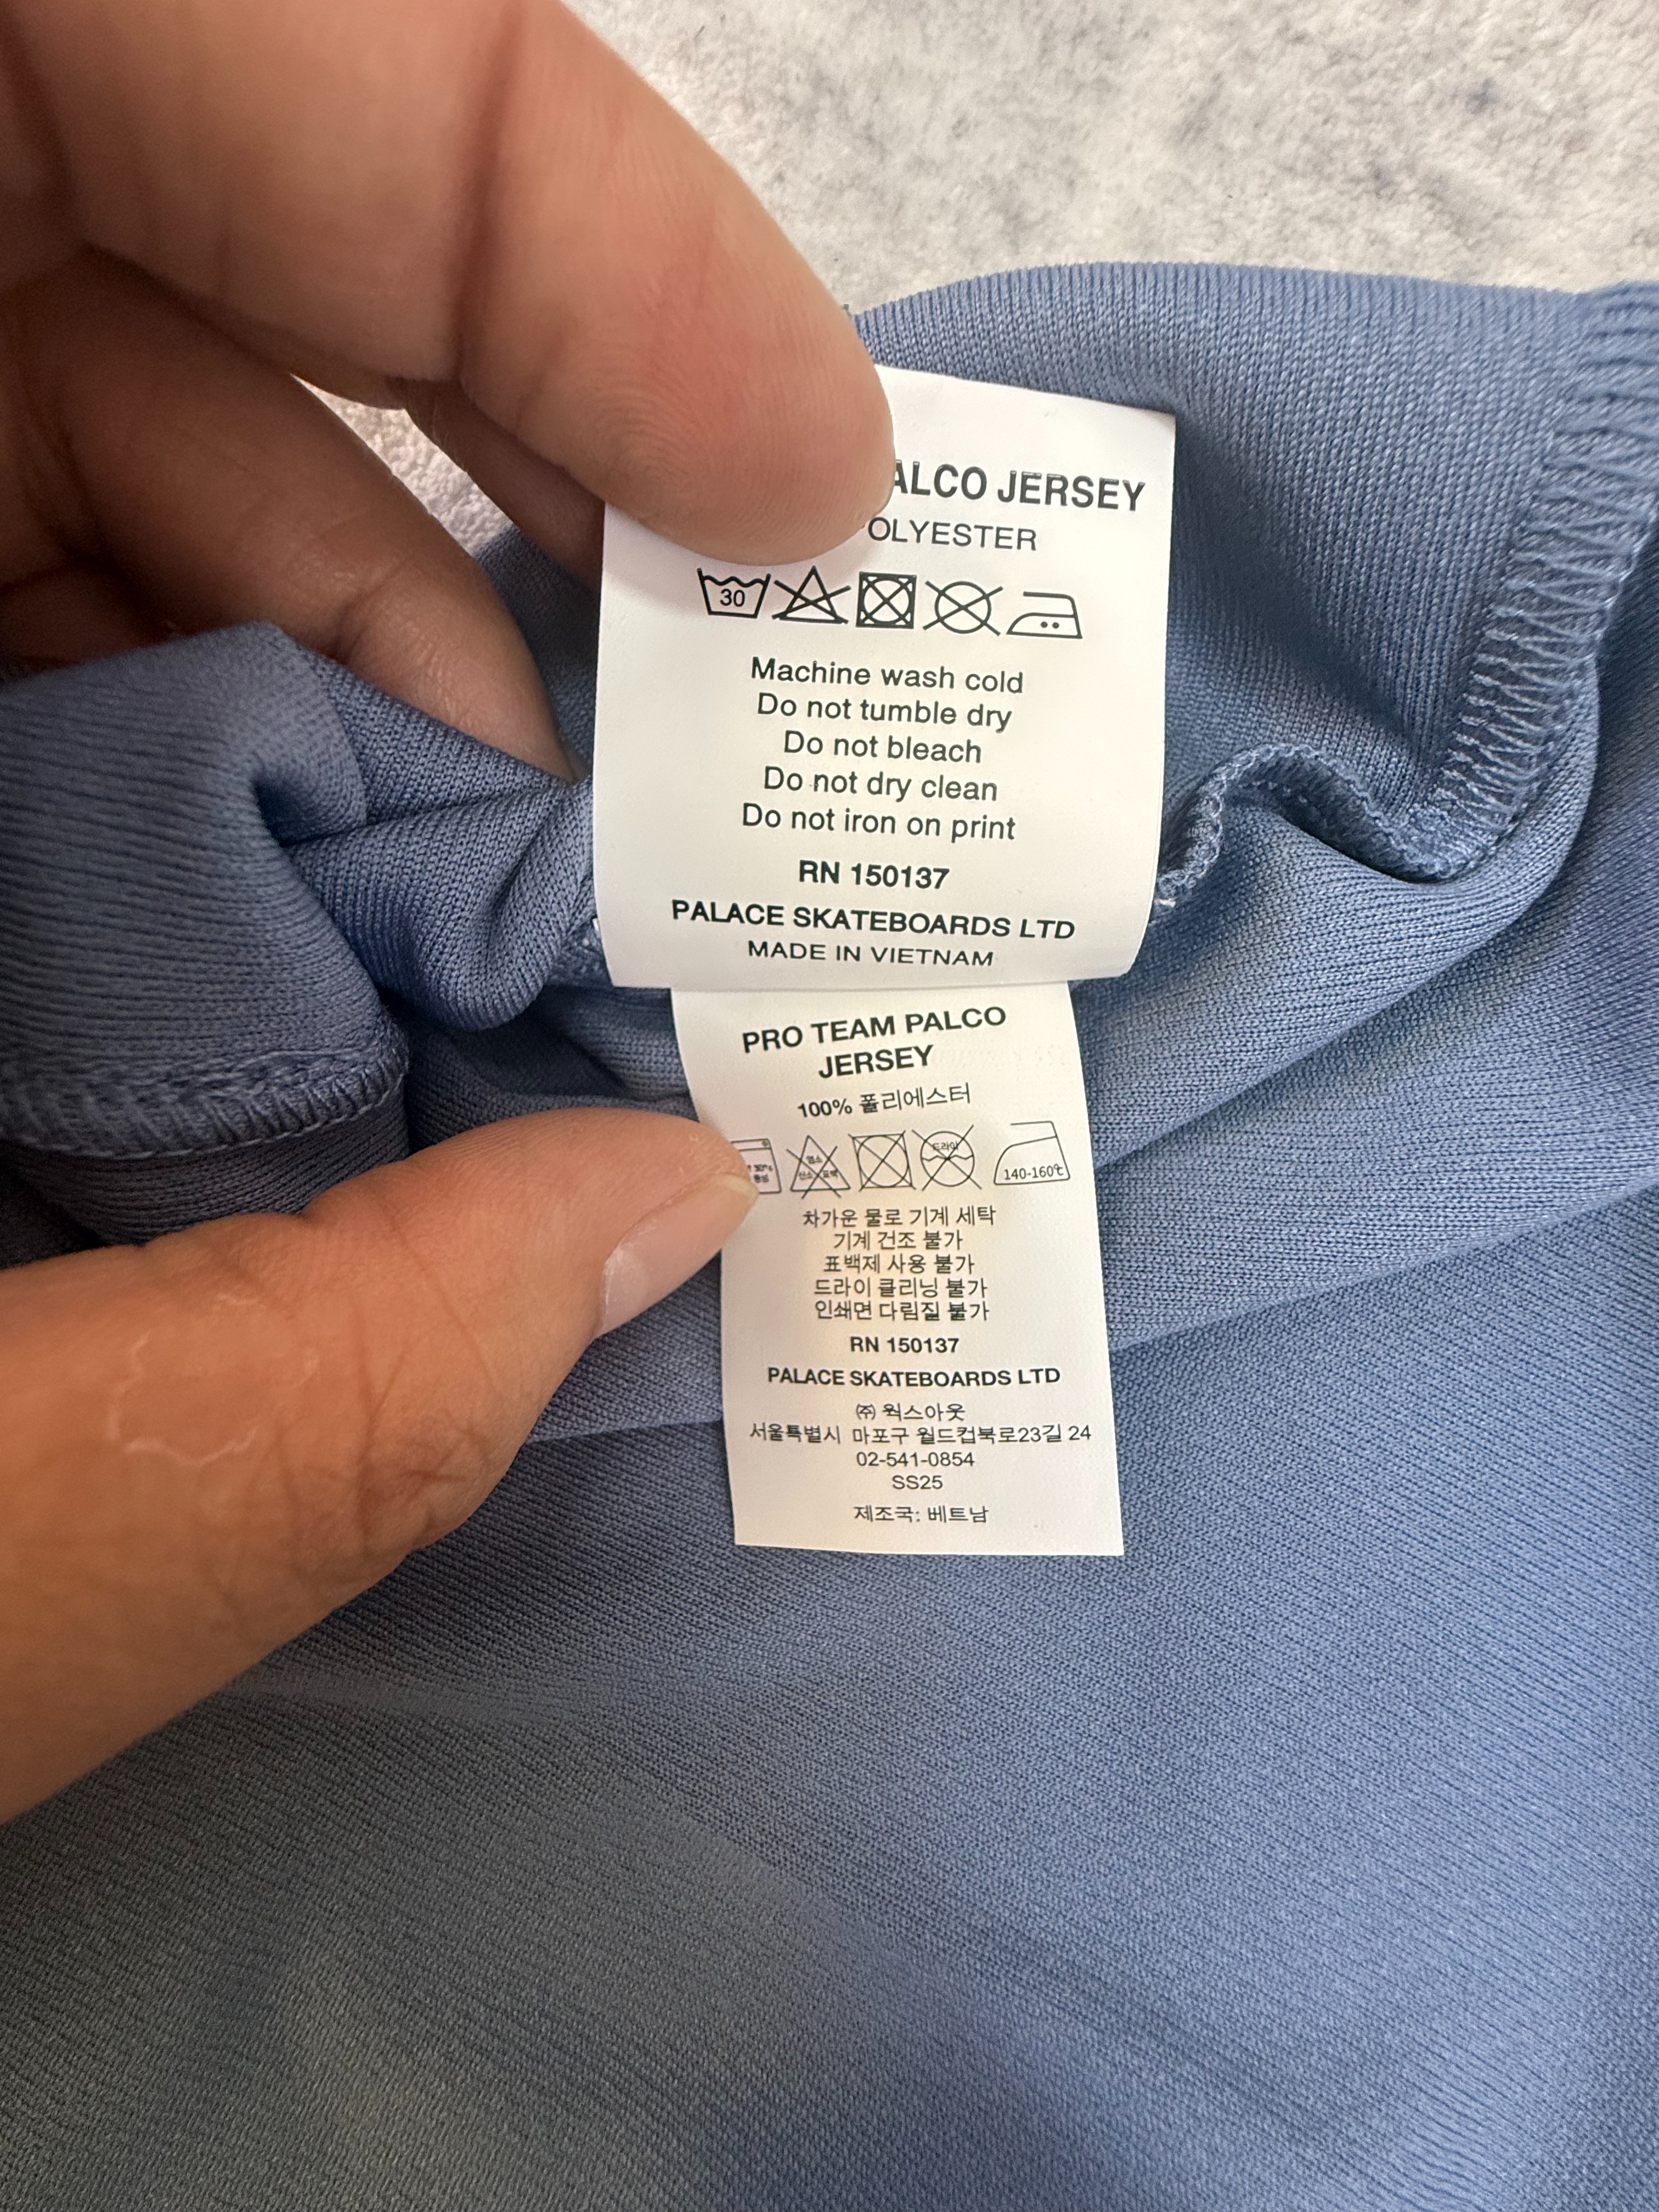 PALCO JERSEY
POLYESTER
30
Machine wash cold
Do not tumble dry
Do not bleach
Do not dry clean
Do not iron on print
RN 150137
PALACE SKATEBOARDS LTD
MADE IN VIETNAM
PRO TEAM PALCO
JERSEY
100% 폴리에스터
드라이
140-160℃
차가운 물로 기계 세탁
기계 건조 불가
표백제 사용 불가
드라이 클리닝 불가
인쇄면 다림질 불가
RN 150137
PALACE SKATEBOARDS LTD
㈜ 웍스아웃
서울특별시 마포구 월드컵북로23길 24
02-541-0854
SS25
제조국: 베트남